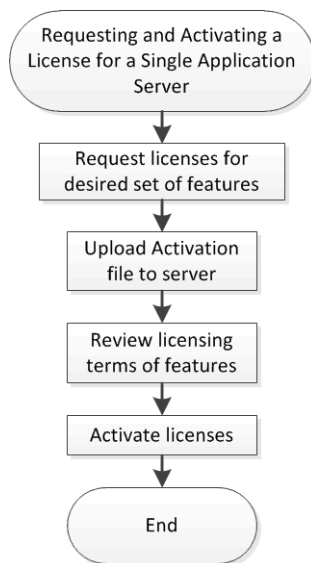 Requesting and Activating a
License for a Single Application
Server
Request licenses for
desired set of features
Upload Activation
file to server
Review licensing
terms of features
Activate licenses
End